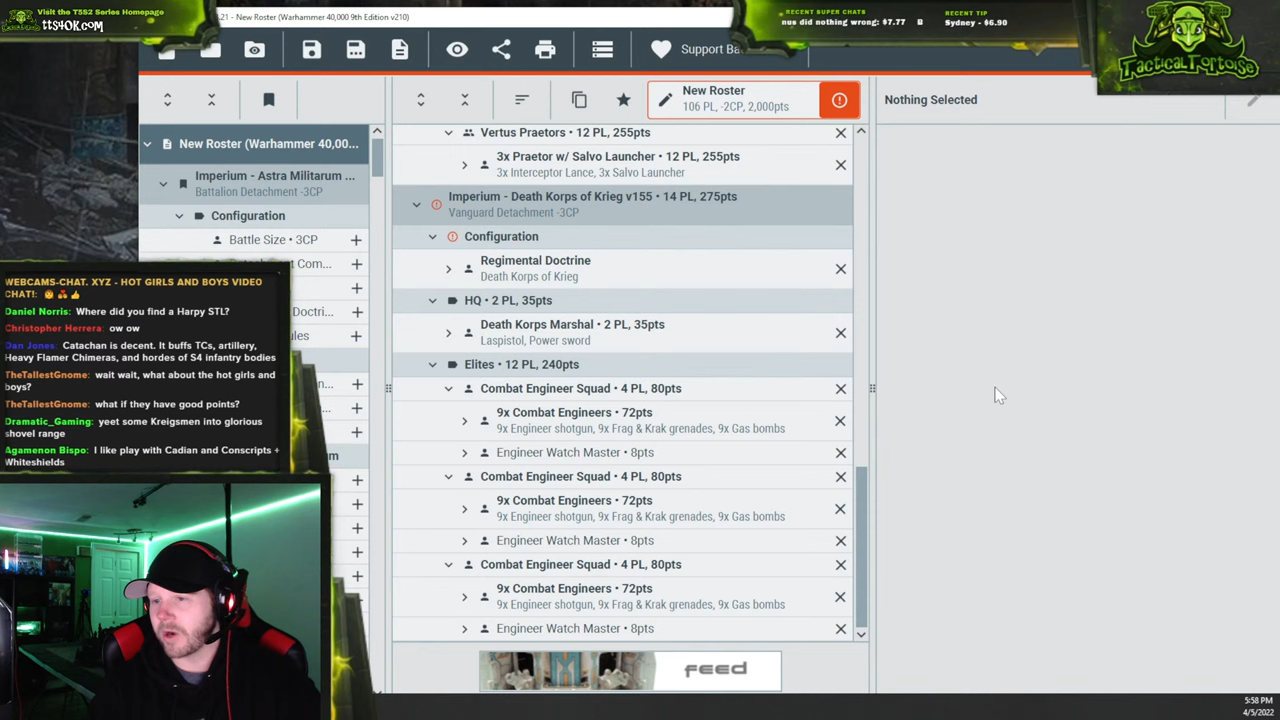 Visit the TTS2 Series Homepage
tts40k.com
.21 - New Roster (Warhammer 40,000 9th Edition v210)
RECENT SUPER CHATS
nus did nothing wrong: $7.77
RECENT TIP
Sydney - $6.90
TACTICALTORTOISE
Support Ba
New Roster
106 PL, -2CP, 2,000pts
Nothing Selected
New Roster (Warhammer 40,00...
Imperium - Astra Militarum ...
Battalion Detachment -3CP
Configuration
Battle Size • 3CP
Com...
Doctri...
ules
m
Vertus Praetors • 12 PL, 255pts
3x Praetor w/ Salvo Launcher • 12 PL, 255pts
3x Interceptor Lance, 3x Salvo Launcher
Imperium - Death Korps of Krieg v155 • 14 PL, 275pts
Vanguard Detachment -3CP
Configuration
Regimental Doctrine
Death Korps of Krieg
HQ • 2 PL, 35pts
Death Korps Marshal • 2 PL, 35pts
Laspistol, Power sword
Elites • 12 PL, 240pts
Combat Engineer Squad • 4 PL, 80pts
9x Combat Engineers • 72pts
9x Engineer shotgun, 9x Frag & Krak grenades, 9x Gas bombs
Engineer Watch Master • 8pts
Combat Engineer Squad • 4 PL, 80pts
9x Combat Engineers • 72pts
9x Engineer shotgun, 9x Frag & Krak grenades, 9x Gas bombs
Engineer Watch Master • 8pts
Combat Engineer Squad • 4 PL, 80pts
9x Combat Engineers • 72pts
9x Engineer shotgun, 9x Frag & Krak grenades, 9x Gas bombs
Engineer Watch Master • 8pts
WEBCAMS-CHAT. XYZ - HOT GIRLS AND BOYS VIDEO
CHAT!:
Daniel Norris: Where did you find a Harpy STL?
Christopher Herrera: ow ow
Dan Jones: Catachan is decent. It buffs TCs, artillery,
Heavy Flamer Chimeras, and hordes of S4 infantry bodies
TheTallestGnome: wait wait, what about the hot girls and
boys?
TheTallestGnome: what if they have good points?
Dramatic_Gaming: yeet some Kreigsmen into glorious
shovel range
Agamenon Bispo: I like play with Cadian and Conscripts +
Whiteshields
feed
5:58 PM
4/5/2022